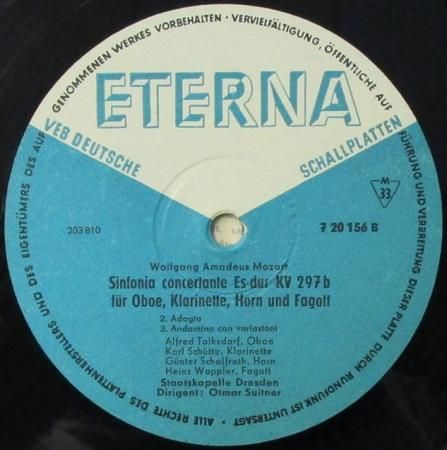 GENOMMENEN WERKES VORBEHALTEN · VERVIELFÄLTIGUNG, ÖFFENTLICHE AUF
ETERNA
VEB DEUTSCHE SCHALLPLATTEN
M
33
203 810
7 20 156 B
Wolfgang Amadeus Mozart
Sinfonia concertante Es-dur KV 297b
für Oboe, Klarinette, Horn und Fagott
2. Adagio
3. Andantino con variazioni
Alfred Tolksdorf, Oboe
Karl Schütte, Klarinette
Günter Schaffrath, Horn
Heinz Wappler, Fagott
Staatskapelle Dresden
Dirigent: Otmar Suitner
FÜHRUNG UND VERBREITUNG DIESER PLATTE DURCH RUNDFUNK IST UNTERSAGT ·
ALLE RECHTE DES PLATTENHERSTELLERS UND DES EIGENTÜMERS DES AUF